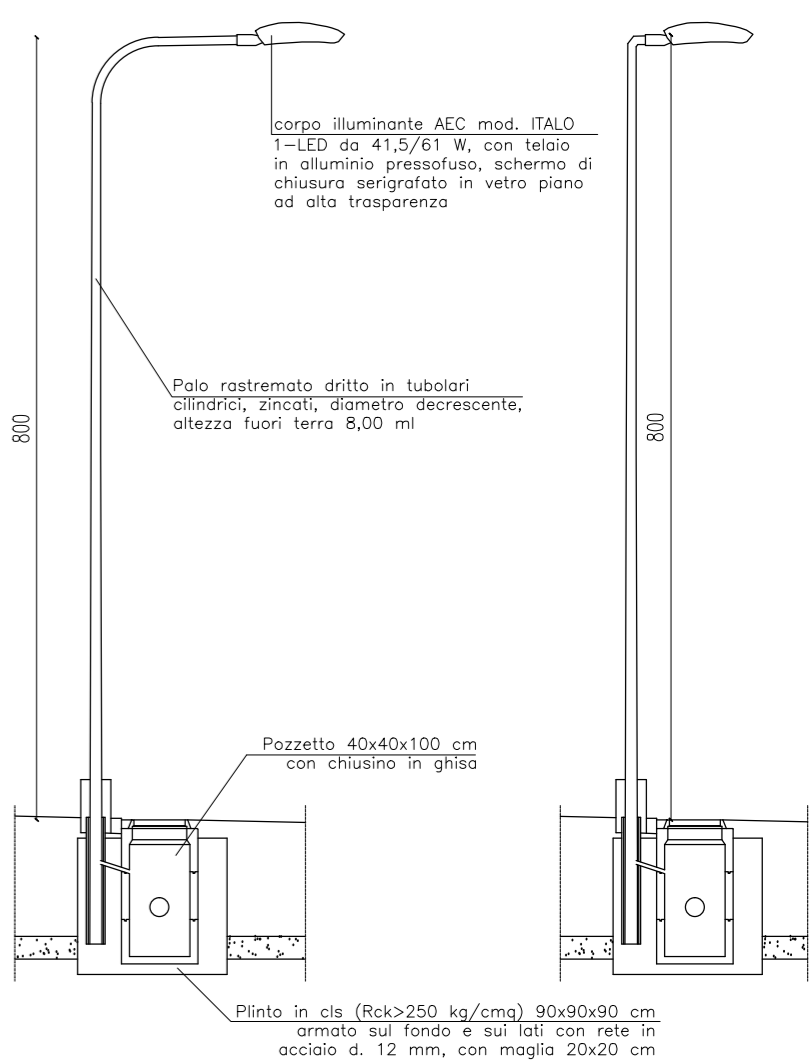 corpo illuminante AEC mod. ITALO
1-LED da 41,5/61 W, con telaio
in alluminio pressofuso, schermo di
chiusura serigrafato in vetro piano
ad alta trasparenza
Palo rastremato dritto in tubolari
cilindrici, zincati, diametro decrescente,
altezza fuori terra 8,00 ml
800
800
Pozzetto 40x40x100 cm
con chiusino in ghisa
Plinto in cls (Rck>250 kg/cmq) 90x90x90 cm
armato sul fondo e sui lati con rete in
acciaio d. 12 mm, con maglia 20x20 cm